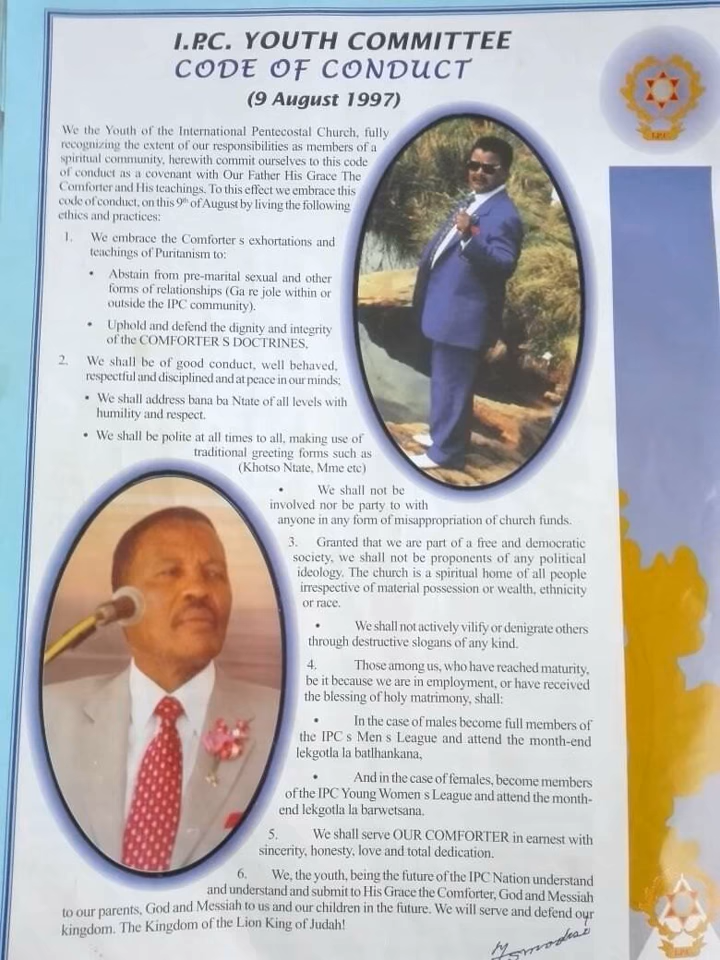 I.P.C. YOUTH COMMITTEE
CODE OF CONDUCT
(9 August 1997)
We the Youth of the International Pentecostal Church, fully
recognizing the extent of our responsibilities as members of a
spiritual community, herewith commit ourselves to this code
of conduct as a covenant with Our Father His Grace The
Comforter and His teachings. To this effect we embrace this
code of conduct, on this 9th of August by living the following
ethics and practices:
1. We embrace the Comforter s exhortations and
teachings of Puritanism to:
• Abstain from pre-marital sexual and other
forms of relationships (Ga re jole within or
outside the IPC community).
• Uphold and defend the dignity and integrity
of the COMFORTER S DOCTRINES,
2. We shall be of good conduct, well behaved,
respectful and disciplined and at peace in our minds;
• We shall address bana ba Ntate of all levels with
humility and respect.
• We shall be polite at all times to all, making use of
traditional greeting forms such as
(Khotso Ntate, Mme etc)
• We shall not be
involved nor be party to with
anyone in any form of misappropriation of church funds.
3. Granted that we are part of a free and democratic
society, we shall not be proponents of any political
ideology. The church is a spiritual home of all people
irrespective of material possession or wealth, ethnicity
or race.
• We shall not actively vilify or denigrate others
through destructive slogans of any kind.
4. Those among us, who have reached maturity,
be it because we are in employment, or have received
the blessing of holy matrimony, shall:
• In the case of males become full members of
the IPC s Men s League and attend the month-end
lekgotla la batlhankana,
• And in the case of females, become members
of the IPC Young Women s League and attend the month-
end lekgotla la barwetsana.
5. We shall serve OUR COMFORTER in earnest with
sincerity, honesty, love and total dedication.
6. We, the youth, being the future of the IPC Nation understand
and understand and submit to His Grace the Comforter, God and Messiah
to our parents, God and Messiah to us and our children in the future. We will serve and defend our
kingdom. The Kingdom of the Lion King of Judah!
I.P.C
I.P.C